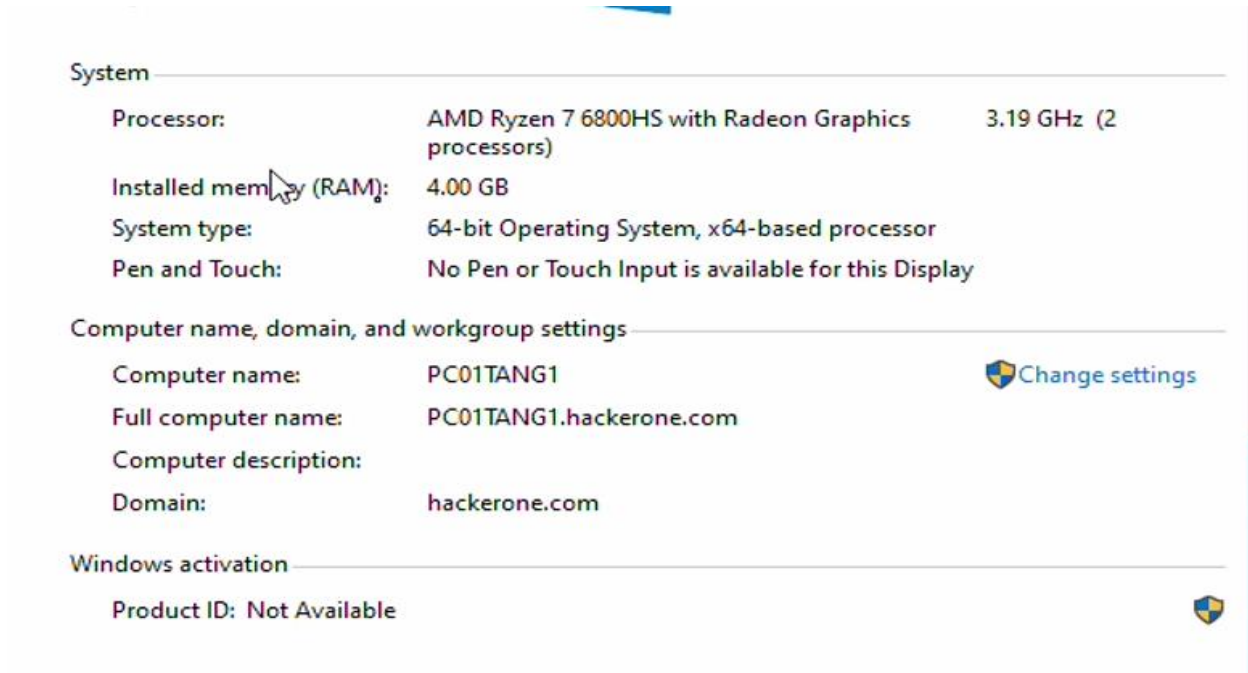 System
Processor: AMD Ryzen 7 6800HS with Radeon Graphics 3.19 GHz (2
processors)
Installed memory (RAM): 4.00 GB
System type: 64-bit Operating System, x64-based processor
Pen and Touch: No Pen or Touch Input is available for this Display
Computer name, domain, and workgroup settings
Computer name: PC01TANG1 Change settings
Full computer name: PC01TANG1.hackerone.com
Computer description:
Domain: hackerone.com
Windows activation
Product ID: Not Available